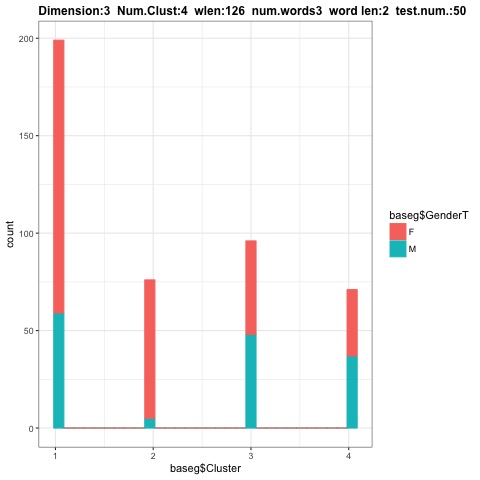 Dimension:3 Num.Clust:4 wlen:126 num.words3 word len:2 test.num.:50
200
150
100
50
0
count
1 2 3 4
baseg$Cluster
baseg$GenderT
F
M